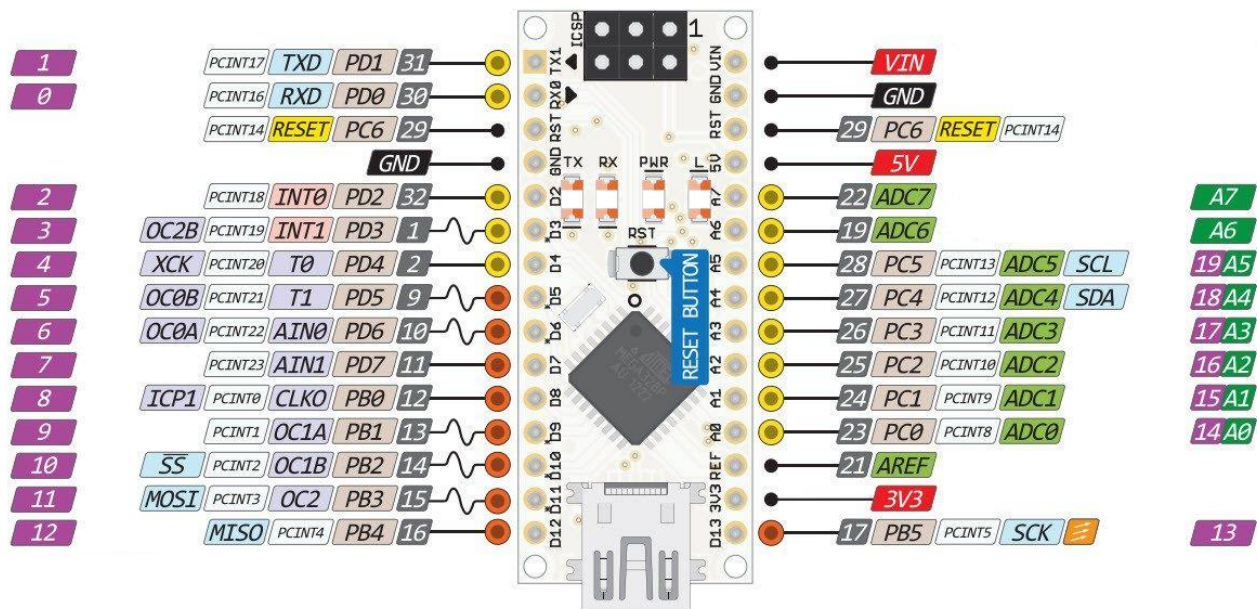 ICSP 1
1 PCINT17 TXD PD1 31 TX1 VIN VIN
0 PCINT16 RXD PD0 30 RX0 GND GND
PCINT14 RESET PC6 29 RST RST 29 PC6 RESET PCINT14
GND GND 5V 5V
TX RX PWR L
2 PCINT18 INT0 PD2 32 D2 A7 22 ADC7 A7
3 OC2B PCINT19 INT1 PD3 1 D3 A6 19 ADC6 A6
RST
4 XCK PCINT20 T0 PD4 2 D4 A5 28 PC5 PCINT13 ADC5 SCL 19 A5
5 OC0B PCINT21 T1 PD5 9 D5 A4 27 PC4 PCINT12 ADC4 SDA 18 A4
RESET BUTTON
6 OC0A PCINT22 AIN0 PD6 10 D6 A3 26 PC3 PCINT11 ADC3 17 A3
7 PCINT23 AIN1 PD7 11 D7 A2 25 PC2 PCINT10 ADC2 16 A2
8 ICP1 PCINT0 CLKO PB0 12 D8 A1 24 PC1 PCINT9 ADC1 15 A1
9 PCINT1 OC1A PB1 13 D9 A0 23 PC0 PCINT8 ADC0 14 A0
10 SS PCINT2 OC1B PB2 14 D10 REF 21 AREF
11 MOSI PCINT3 OC2 PB3 15 D11 3V3 3V3
12 MISO PCINT4 PB4 16 D12 D13 17 PB5 PCINT5 SCK 13